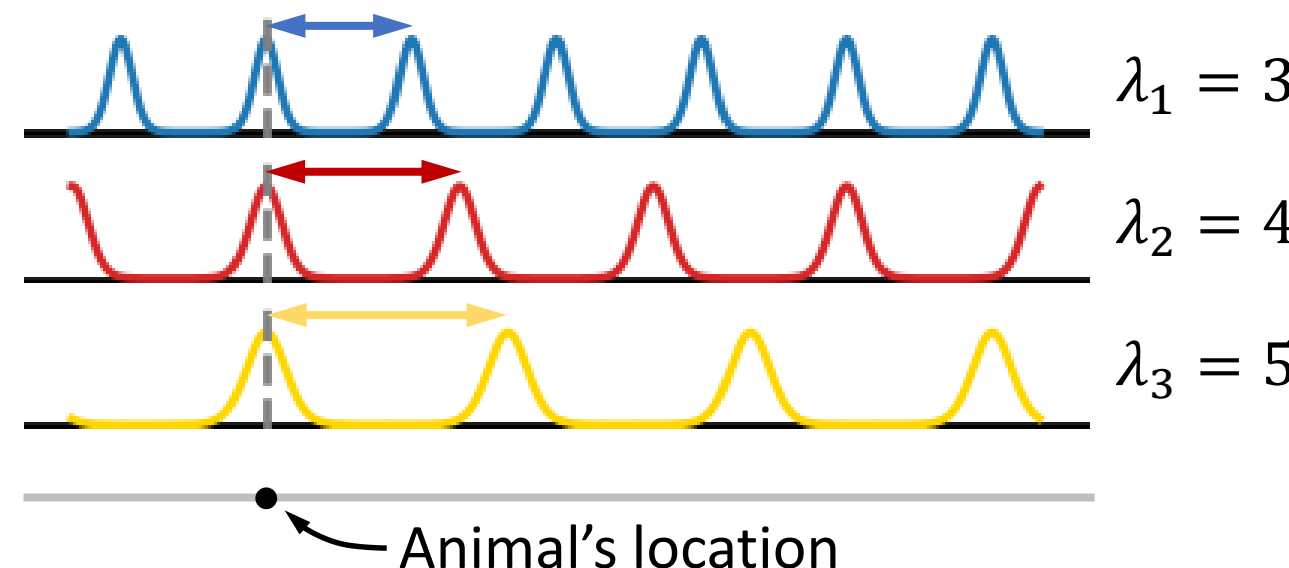 λ₁ = 3
λ₂ = 4
λ₃ = 5
Animal's location